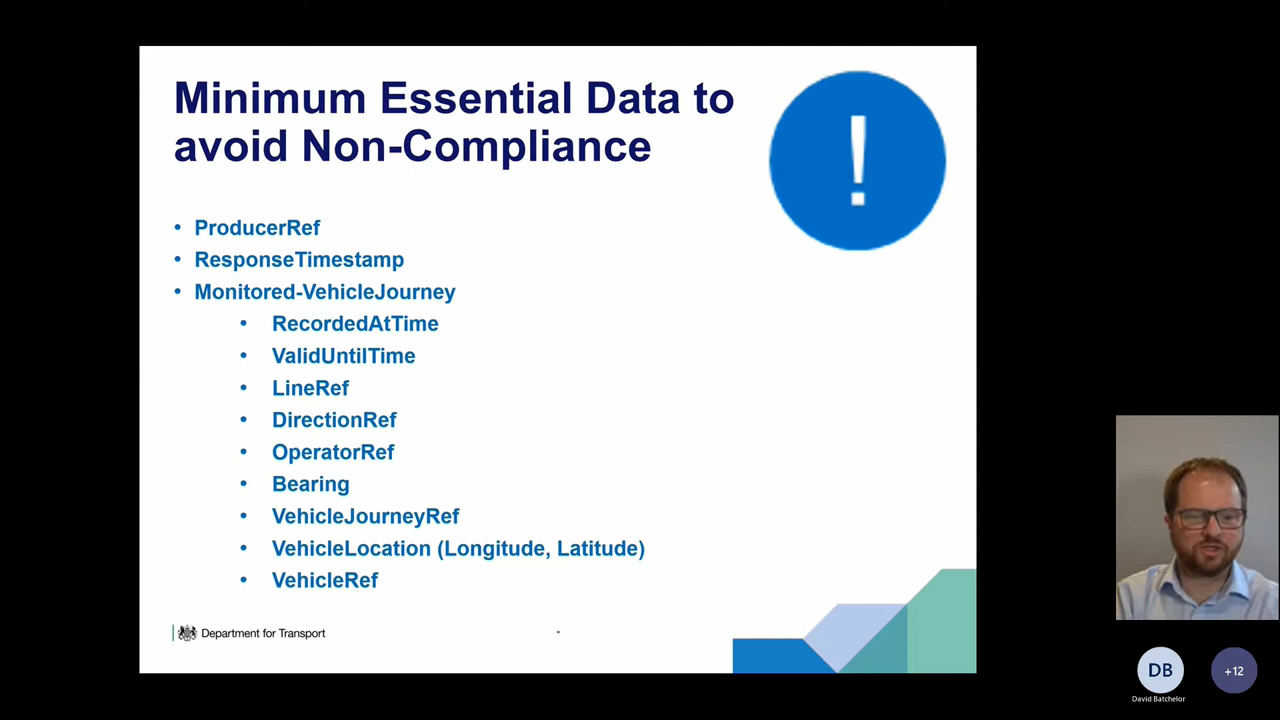 Minimum Essential Data to
avoid Non-Compliance
!
• ProducerRef
• ResponseTimestamp
• Monitored-VehicleJourney
• RecordedAtTime
• ValidUntilTime
• LineRef
• DirectionRef
• OperatorRef
• Bearing
• VehicleJourneyRef
• VehicleLocation (Longitude, Latitude)
• VehicleRef
Department for Transport
DB
+12
David Batchelor